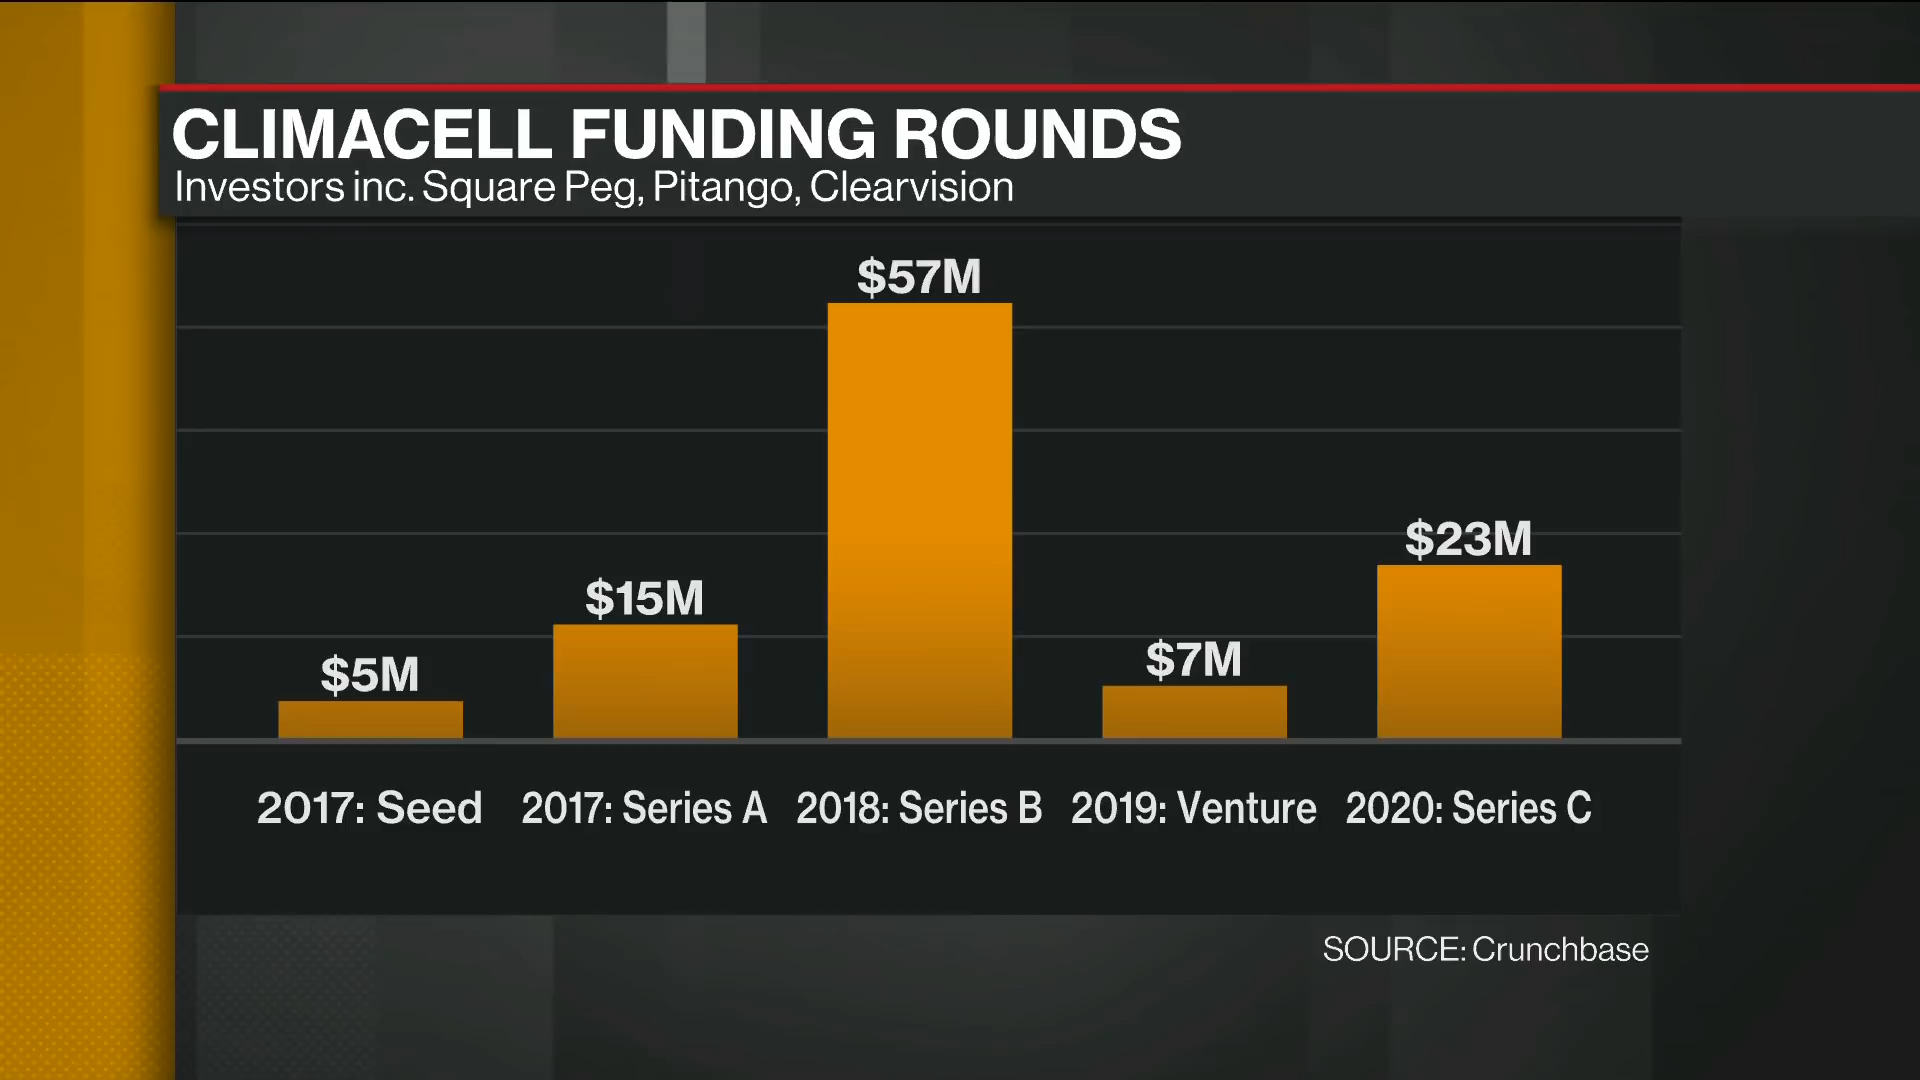 CLIMACELL FUNDING ROUNDS
Investors inc. Square Peg, Pitango, Clearvision
$57M
$23M
$15M
$7M
$5M
2017: Seed 2017: Series A 2018: Series B 2019: Venture 2020: Series C
SOURCE: Crunchbase